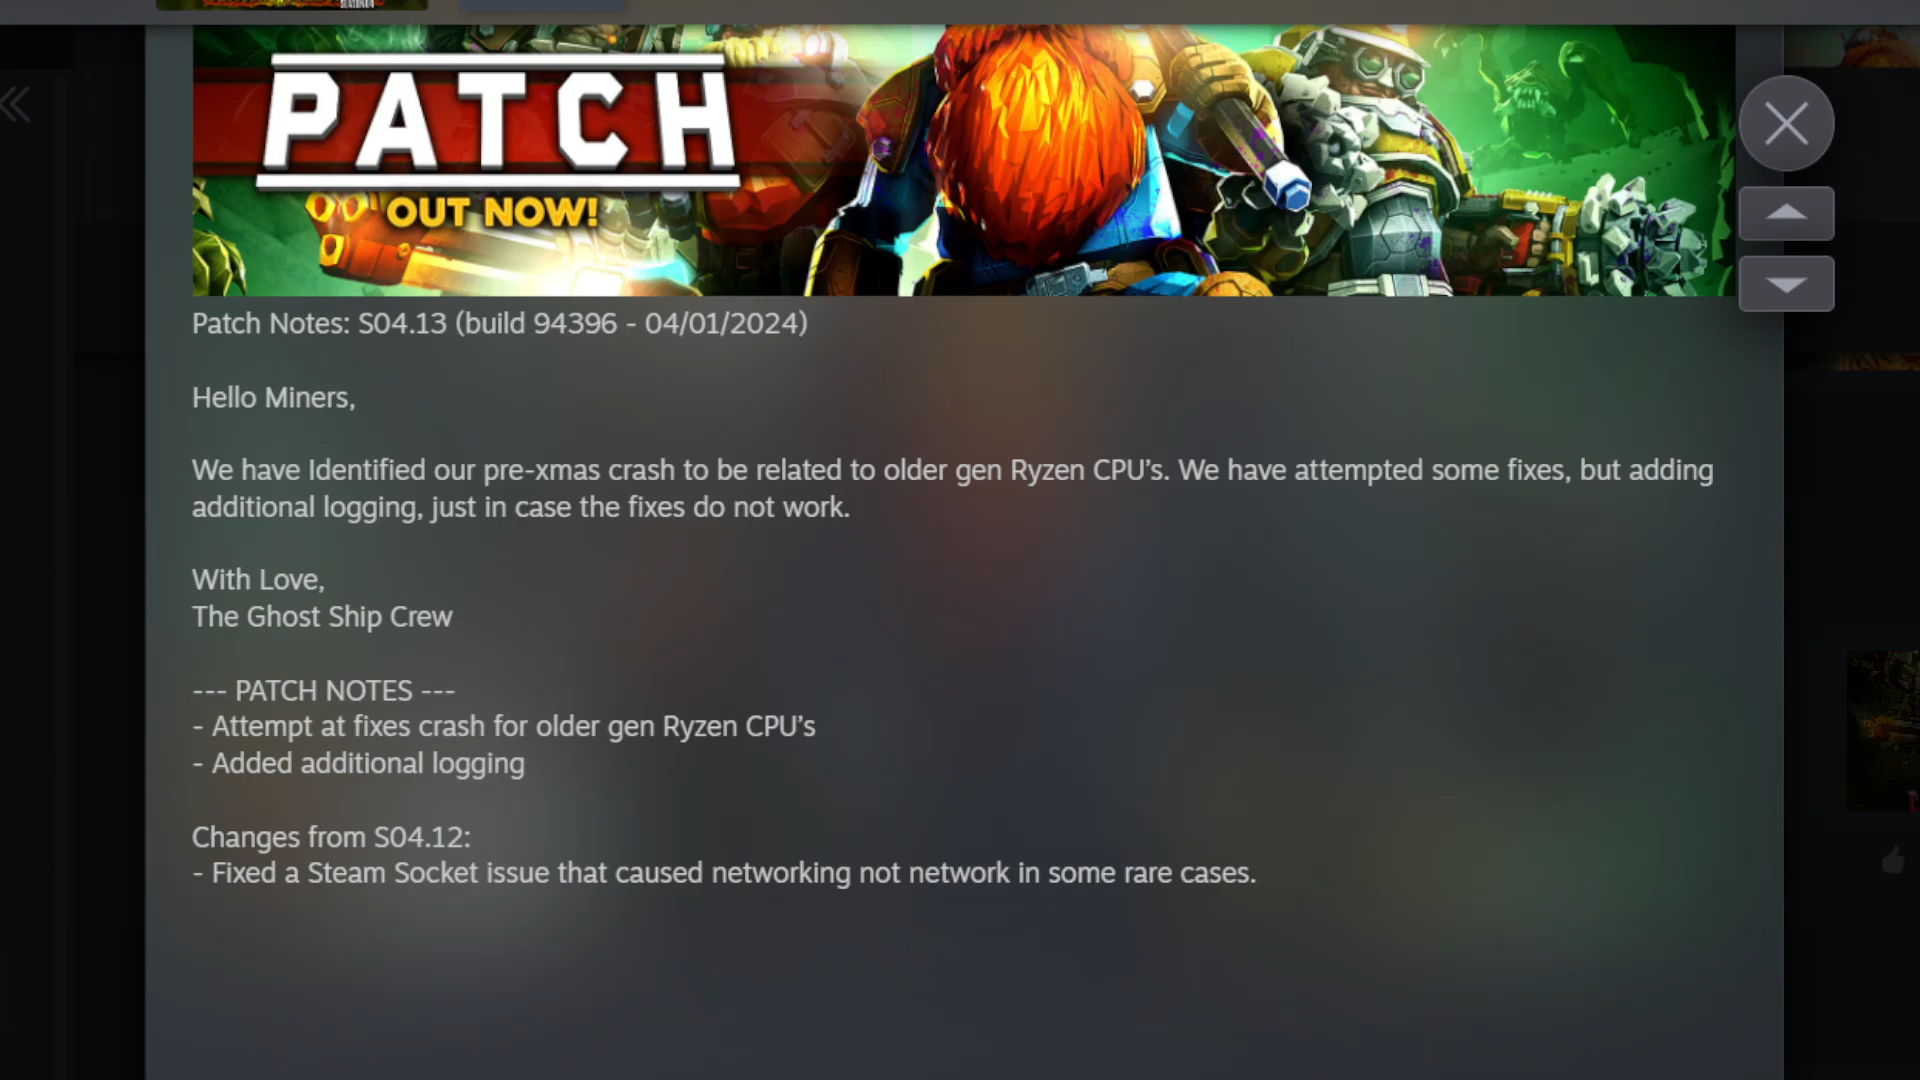 PATCH
OUT NOW!
Patch Notes: S04.13 (build 94396 - 04/01/2024)
Hello Miners,
We have Identified our pre-xmas crash to be related to older gen Ryzen CPU’s. We have attempted some fixes, but adding
additional logging, just in case the fixes do not work.
With Love,
The Ghost Ship Crew
--- PATCH NOTES ---
- Attempt at fixes crash for older gen Ryzen CPU’s
- Added additional logging
Changes from S04.12:
- Fixed a Steam Socket issue that caused networking not network in some rare cases.